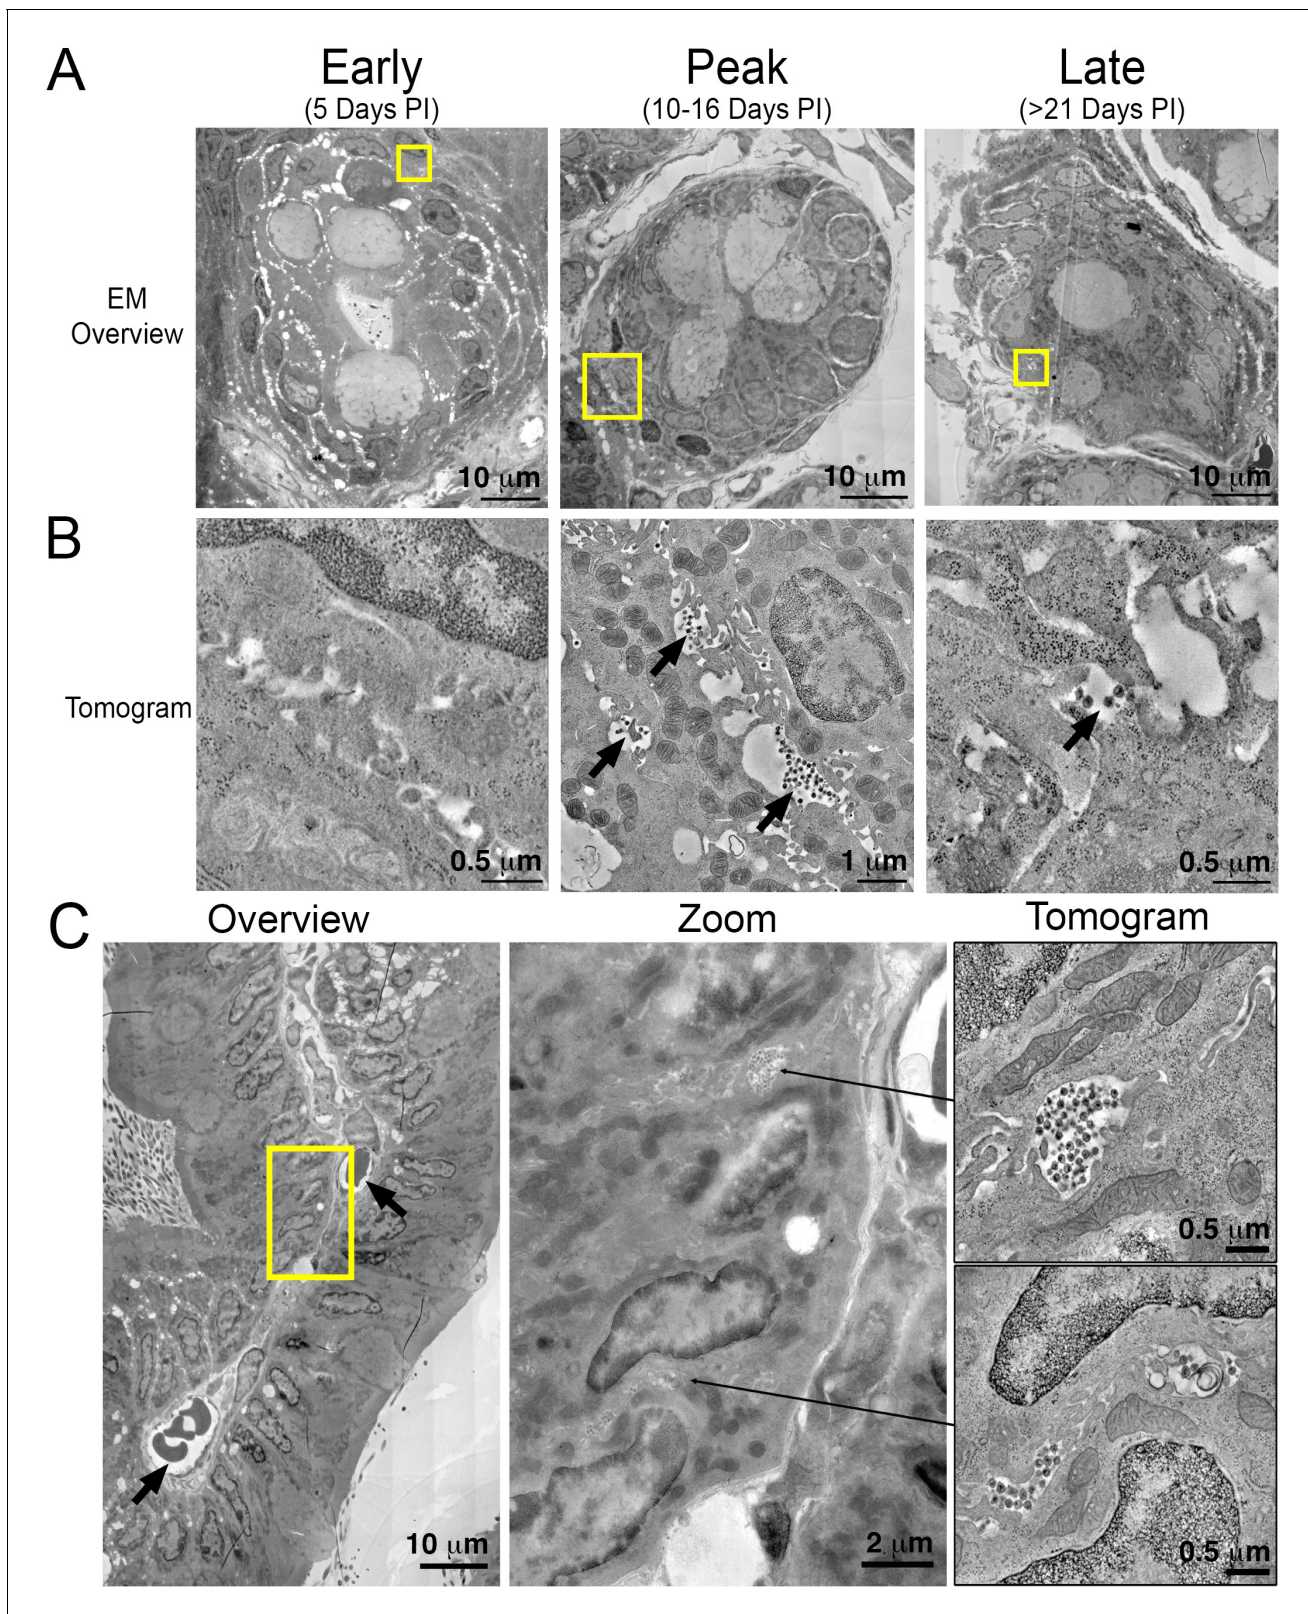 A
Early
(5 Days PI)
Peak
(10-16 Days PI)
Late
(>21 Days PI)
EM
Overview
10 μm
10 μm
10 μm
B
Tomogram
0.5 μm
1 μm
0.5 μm
C
Overview
Zoom
Tomogram
10 μm
2 μm
0.5 μm
0.5 μm